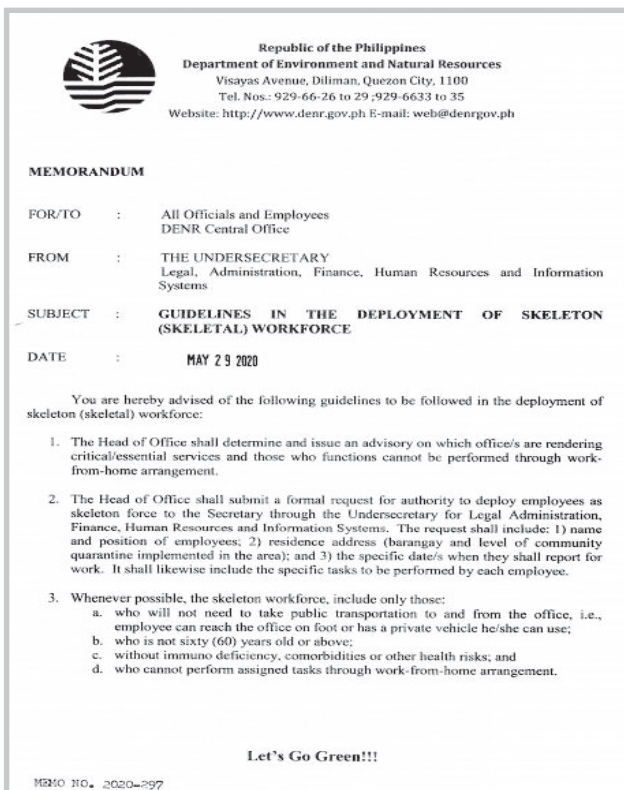 Republic of the Philippines
Department of Environment and Natural Resources
Visayas Avenue, Diliman, Quezon City, 1100
Tel. Nos.: 929-66-26 to 29 ;929-6633 to 35
Website: http://www.denr.gov.ph E-mail: web@denrgov.ph
MEMORANDUM
FOR/TO : All Officials and Employees
DENR Central Office
FROM : THE UNDERSECRETARY
Legal, Administration, Finance, Human Resources and Information
Systems
SUBJECT : GUIDELINES IN THE DEPLOYMENT OF SKELETON
(SKELETAL) WORKFORCE
DATE : MAY 29 2020
You are hereby advised of the following guidelines to be followed in the deployment of
skeleton (skeletal) workforce:
1. The Head of Office shall determine and issue an advisory on which office/s are rendering
critical/essential services and those who functions cannot be performed through work-
from-home arrangement.
2. The Head of Office shall submit a formal request for authority to deploy employees as
skeleton force to the Secretary through the Undersecretary for Legal Administration,
Finance, Human Resources and Information Systems. The request shall include: 1) name
and position of employees; 2) residence address (barangay and level of community
quarantine implemented in the area); and 3) the specific date/s when they shall report for
work. It shall likewise include the specific tasks to be performed by each employee.
3. Whenever possible, the skeleton workforce, include only those:
a. who will not need to take public transportation to and from the office, i.e.,
employee can reach the office on foot or has a private vehicle he/she can use;
b. who is not sixty (60) years old or above;
c. without immuno deficiency, comorbidities or other health risks; and
d. who cannot perform assigned tasks through work-from-home arrangement.
Let's Go Green!!!
MEMO NO. 2020-297